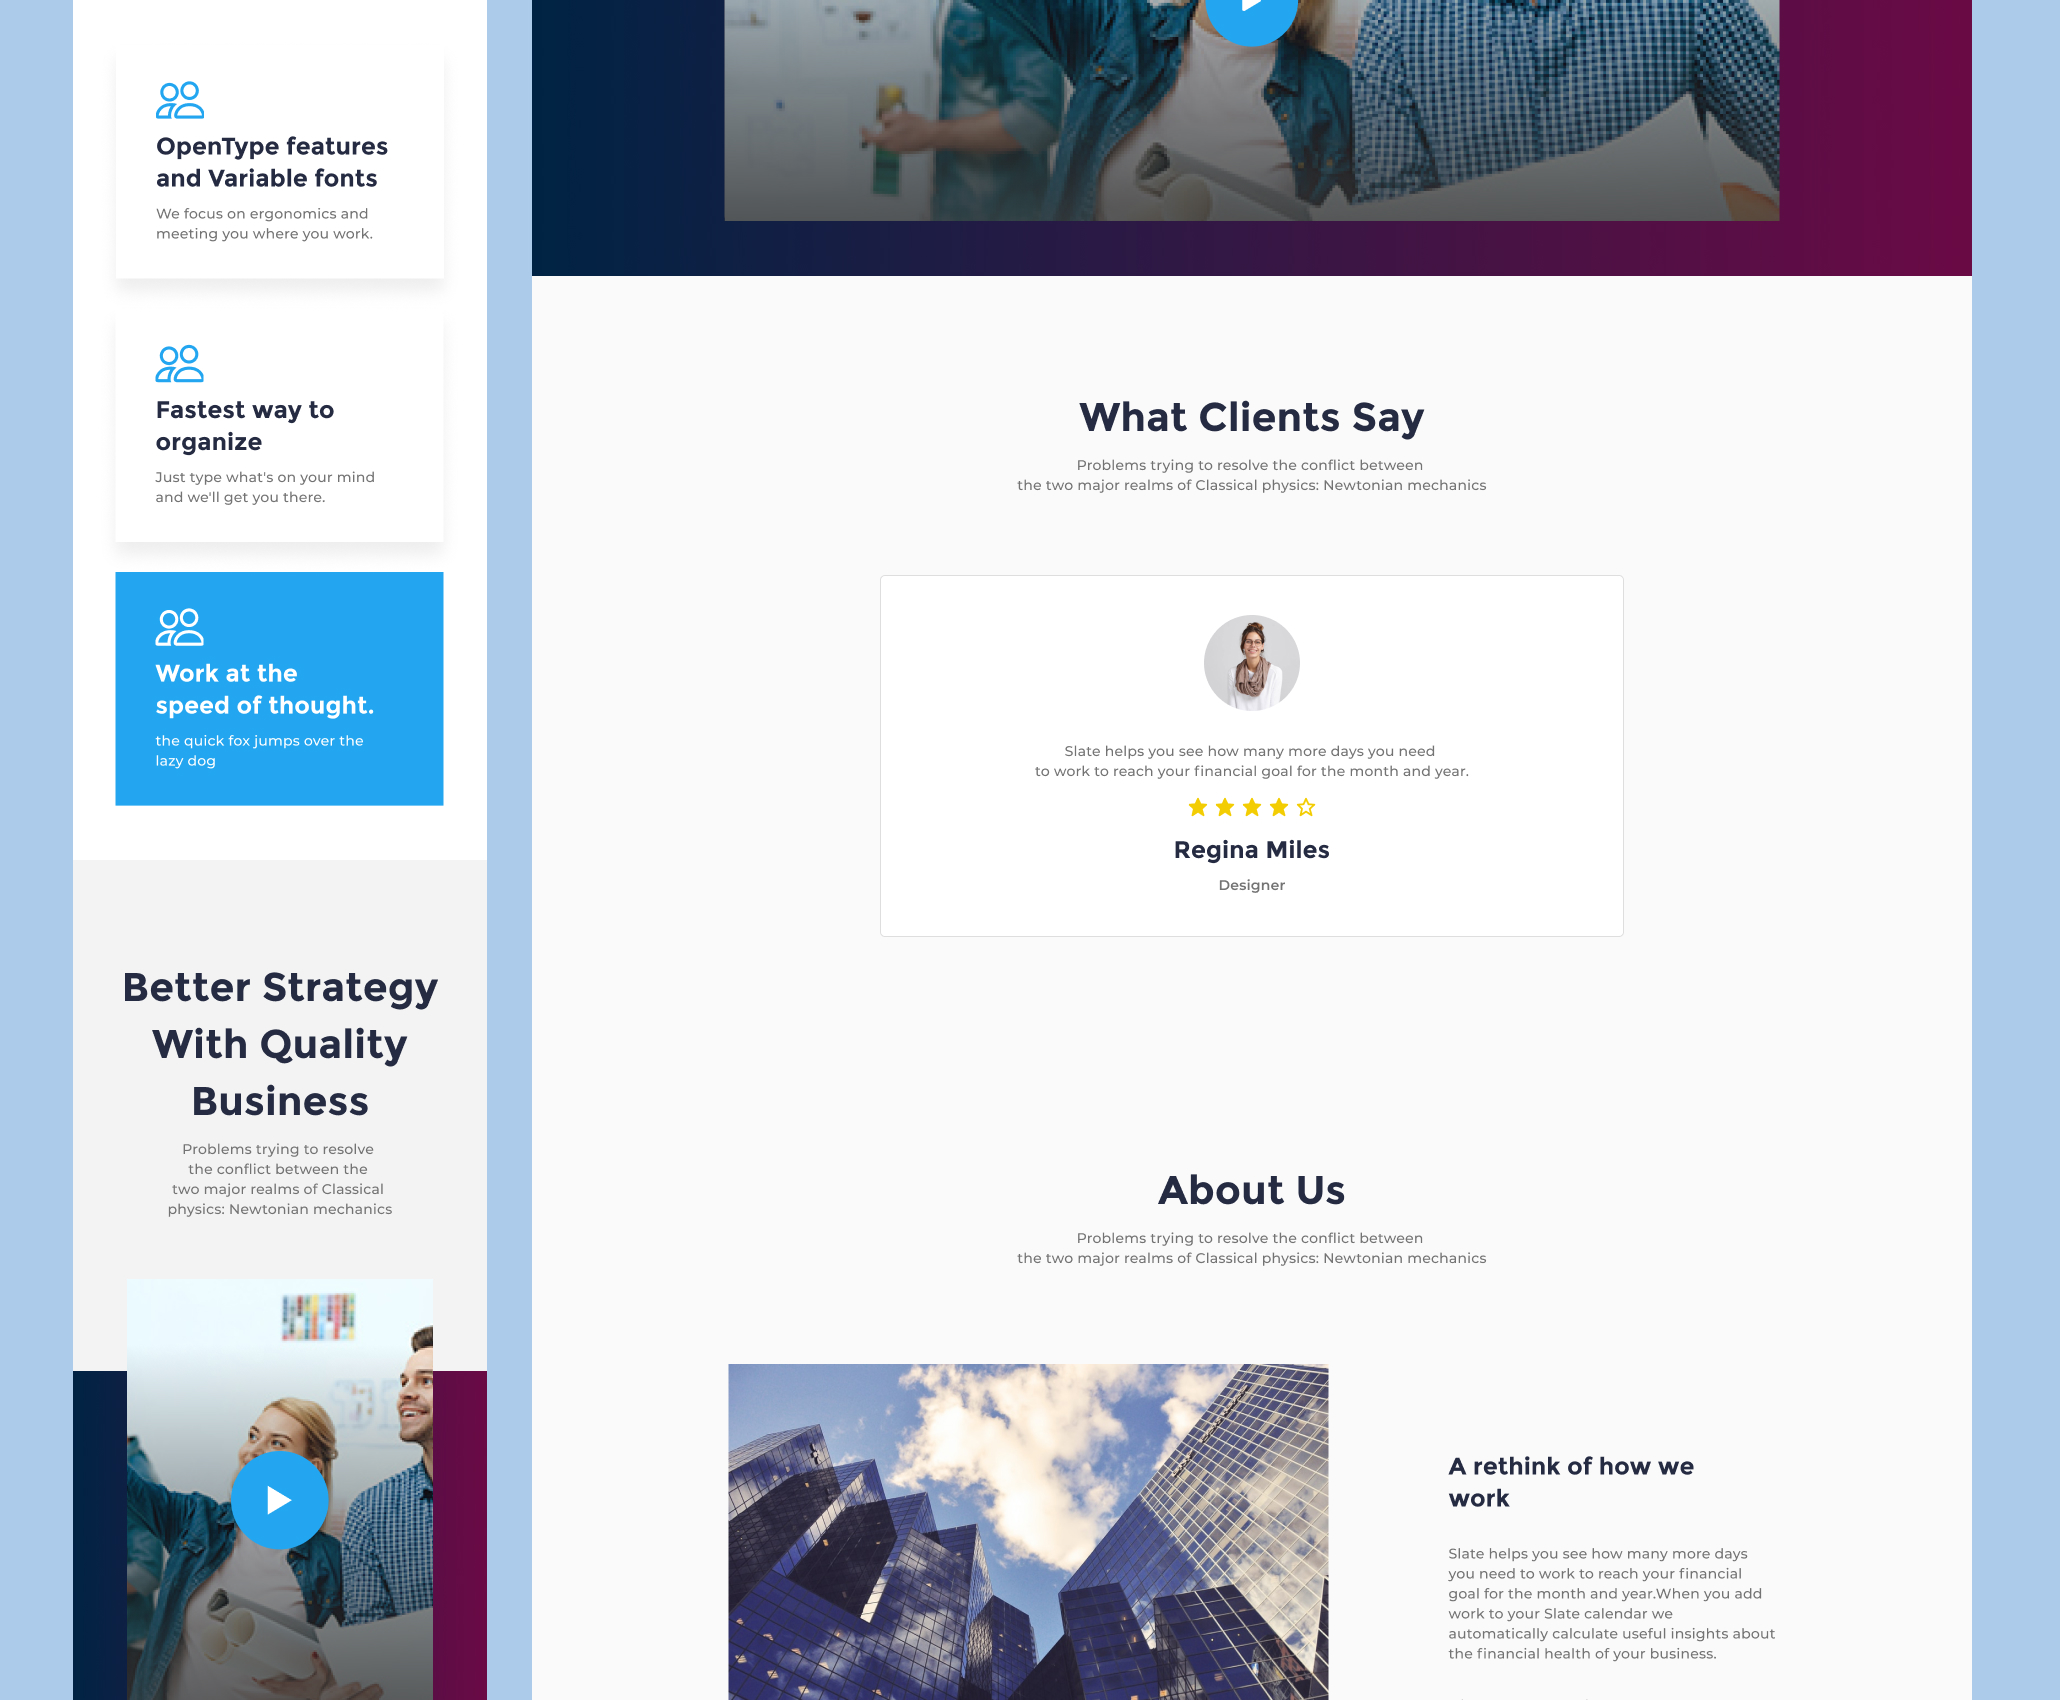 OpenType features
and Variable fonts
We focus on ergonomics and
meeting you where you work.
Fastest way to
organize
Just type what's on your mind
and we'll get you there.
Work at the
speed of thought.
the quick fox jumps over the
lazy dog
Better Strategy
With Quality
Business
Problems trying to resolve
the conflict between the
two major realms of Classical
physics: Newtonian mechanics
What Clients Say
Problems trying to resolve the conflict between
the two major realms of Classical physics: Newtonian mechanics
Slate helps you see how many more days you need
to work to reach your financial goal for the month and year.
Regina Miles
Designer
About Us
Problems trying to resolve the conflict between
the two major realms of Classical physics: Newtonian mechanics
A rethink of how we
work
Slate helps you see how many more days
you need to work to reach your financial
goal for the month and year.When you add
work to your Slate calendar we
automatically calculate useful insights about
the financial health of your business.